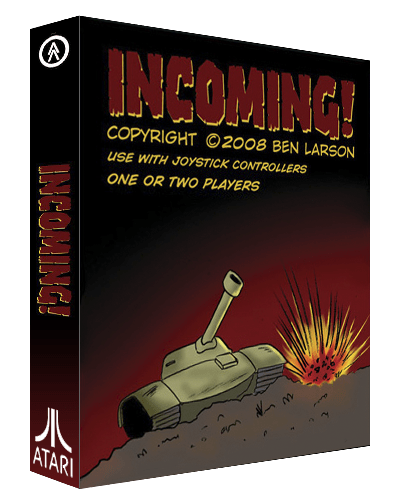 INCOMING!
COPYRIGHT ©2008 BEN LARSON
USE WITH JOYSTICK CONTROLLERS
ONE OR TWO PLAYERS
INCOMING!
ATARI